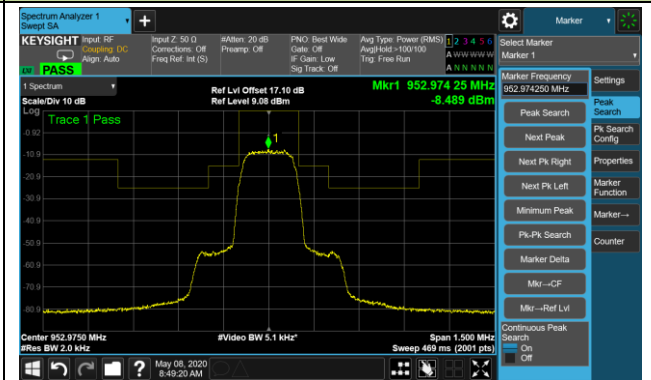 Spectrum Analyzer 1
Swept SA
Marker
KEYSIGHT
Input: RF
Coupling: DC
Align: Auto
Input Z: 50 Ω
Corrections: Off
Freq Ref: Int (S)
#Atten: 20 dB
Preamp: Off
PNO: Best Wide
Gate: Off
IF Gain: Low
Sig Track: Off
Avg Type: Power (RMS)
Avg|Hold:>100/100
Trig: Free Run
1 2 3 4 5 6
A W W W W W
A N N N N N
LXI
PASS
Select Marker
Marker 1
1 Spectrum
Scale/Div 10 dB
Log
Ref Lvl Offset 17.10 dB
Ref Level 9.08 dBm
Mkr1 952.974 25 MHz
-8.489 dBm
Trace 1 Pass
1
-0.92
-10.9
-20.9
-30.9
-40.9
-50.9
-60.9
-70.9
-80.9
Center 952.9750 MHz
#Res BW 2.0 kHz
#Video BW 5.1 kHz*
Span 1.500 MHz
Sweep 469 ms (2001 pts)
Marker Frequency
952.974250 MHz
Peak Search
Next Peak
Next Pk Right
Next Pk Left
Minimum Peak
Pk-Pk Search
Marker Delta
Mkr→CF
Mkr→Ref Lvl
Continuous Peak
Search
On
Off
Settings
Peak
Search
Pk Search
Config
Properties
Marker
Function
Marker→
Counter
?
May 08, 2020
8:49:20 AM